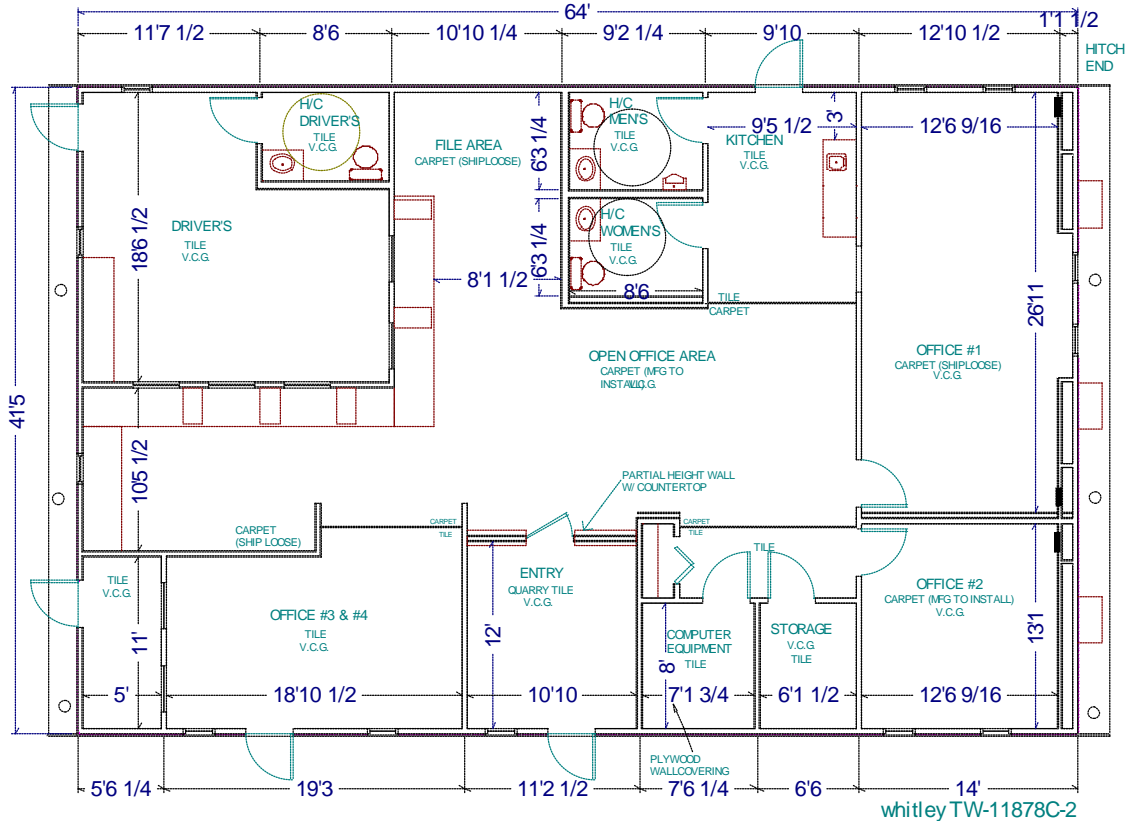 64'
1'1 1/2
11'7 1/2
8'6
10'10 1/4
9'2 1/4
9'10
12'10 1/2
HITCH
END
H/C
DRIVER'S
TILE
V.C.G.
FILE AREA
CARPET (SHIPLOOSE)
6'3 1/4
H/C
MEN'S
TILE
V.C.G.
9'5 1/2
3'
KITCHEN
TILE
V.C.G.
12'6 9/16
DRIVER'S
TILE
V.C.G.
18'6 1/2
8'1 1/2
6'3 1/4
H/C
WOMEN'S
TILE
V.C.G.
8'6
TILE
CARPET
26'11
OPEN OFFICE AREA
CARPET (MFG TO
INSTALL)
V.C.G.
OFFICE #1
CARPET (SHIPLOOSE)
V.C.G.
41'5
10'5 1/2
PARTIAL HEIGHT WALL
W/ COUNTERTOP
CARPET
(SHIP LOOSE)
CARPET
TILE
CARPET
TILE
TILE
TILE
V.C.G.
11'
OFFICE #3 & #4
TILE
V.C.G.
ENTRY
QUARRY TILE
V.C.G.
12'
COMPUTER
EQUIPMENT
TILE
8'
STORAGE
V.C.G.
TILE
OFFICE #2
CARPET (MFG TO INSTALL)
V.C.G.
13'1
5'
18'10 1/2
10'10
7'1 3/4
6'1 1/2
12'6 9/16
PLYWOOD
WALLCOVERING
5'6 1/4
19'3
11'2 1/2
7'6 1/4
6'6
14'
whitley TW-11878C-2